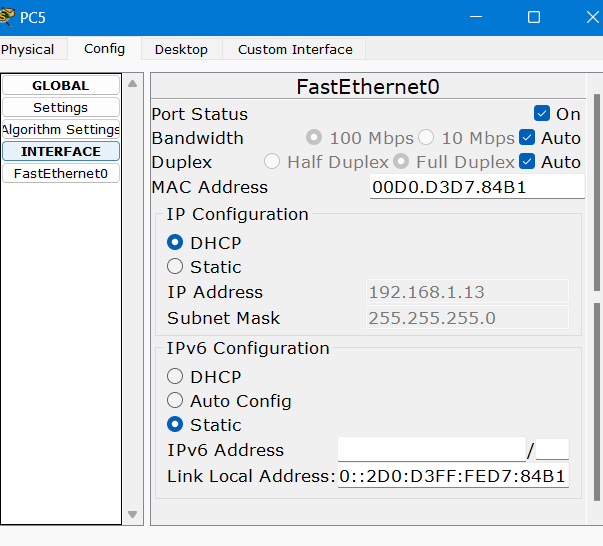 PC5
Physical Config Desktop Custom Interface
GLOBAL
Settings
Algorithm Settings
INTERFACE
FastEthernet0
FastEthernet0
Port Status On
Bandwidth 100 Mbps 10 Mbps Auto
Duplex Half Duplex Full Duplex Auto
MAC Address 00D0.D3D7.84B1
IP Configuration
DHCP
Static
IP Address 192.168.1.13
Subnet Mask 255.255.255.0
IPv6 Configuration
DHCP
Auto Config
Static
IPv6 Address /
Link Local Address: 0::2D0:D3FF:FED7:84B1